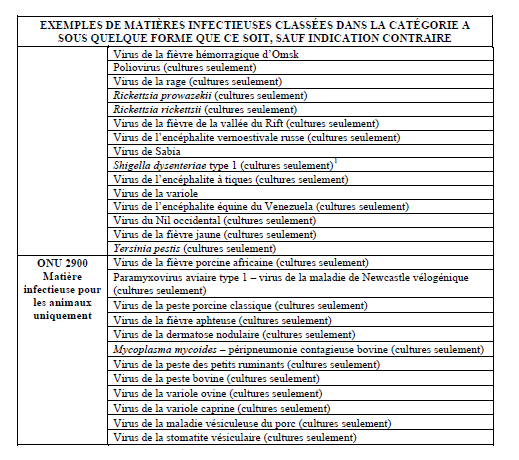 EXEMPLES DE MATIÈRES INFECTIEUSES CLASSÉES DANS LA CATÉGORIE A
SOUS QUELQUE FORME QUE CE SOIT, SAUF INDICATION CONTRAIRE
Virus de la fièvre hémorragique d'Omsk
Poliovirus (cultures seulement)
Virus de la rage (cultures seulement)
Rickettsia prowazekii (cultures seulement)
Rickettsia rickettsii (cultures seulement)
Virus de la fièvre de la vallée du Rift (cultures seulement)
Virus de l'encéphalite vernoestivale russe (cultures seulement)
Virus de Sabia
Shigella dysenteriae type 1 (cultures seulement)1
Virus de l'encéphalite à tiques (cultures seulement)
Virus de la variole
Virus de l'encéphalite équine du Venezuela (cultures seulement)
Virus du Nil occidental (cultures seulement)
Virus de la fièvre jaune (cultures seulement)
Yersinia pestis (cultures seulement)
ONU 2900
Matière
infectieuse pour
les animaux
uniquement
Virus de la fièvre porcine africaine (cultures seulement)
Paramyxovirus aviaire type 1 – virus de la maladie de Newcastle vélogénique
(cultures seulement)
Virus de la peste porcine classique (cultures seulement)
Virus de la fièvre aphteuse (cultures seulement)
Virus de la dermatose nodulaire (cultures seulement)
Mycoplasma mycoides – péripneumonie contagieuse bovine (cultures seulement)
Virus de la peste des petits ruminants (cultures seulement)
Virus de la peste bovine (cultures seulement)
Virus de la variole ovine (cultures seulement)
Virus de la variole caprine (cultures seulement)
Virus de la maladie vésiculeuse du porc (cultures seulement)
Virus de la stomatite vésiculaire (cultures seulement)